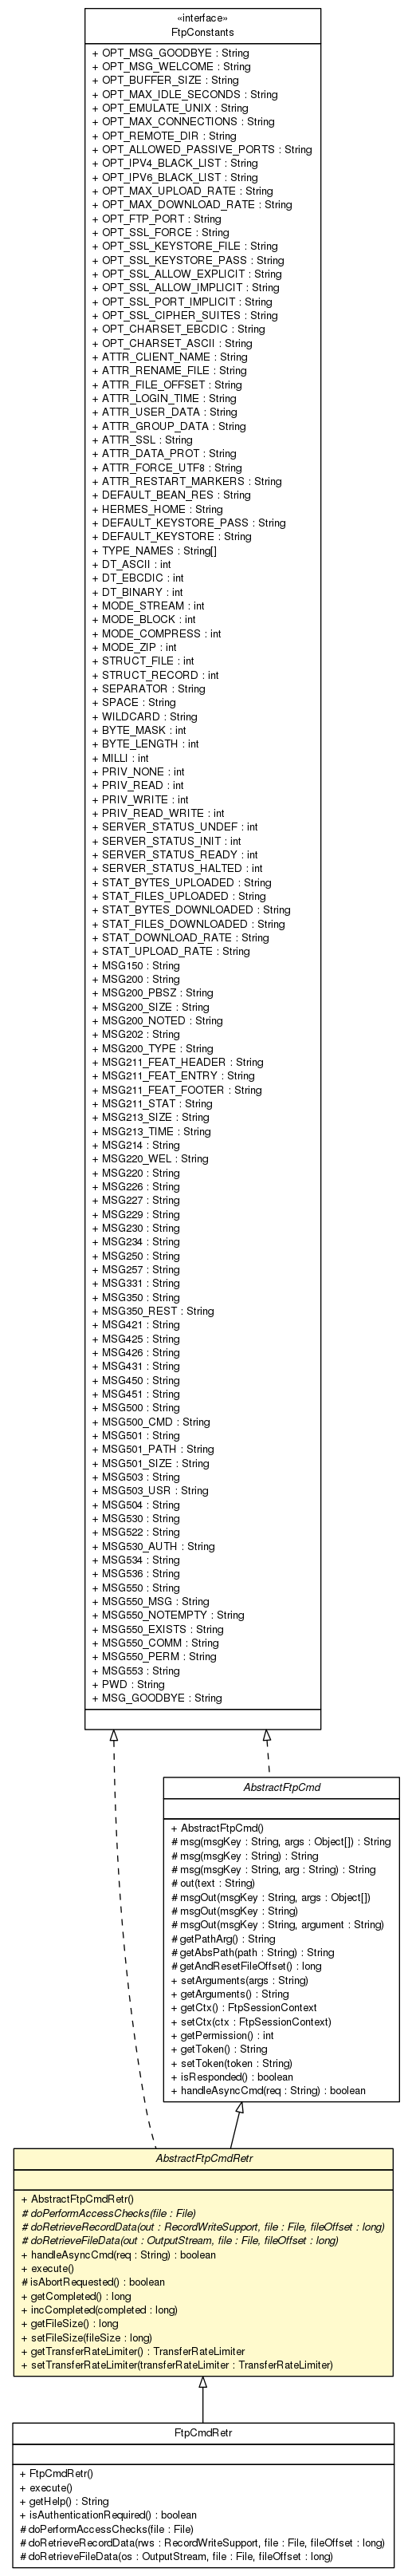 «interface»
FtpConstants
+ OPT_MSG_GOODBYE : String
+ OPT_MSG_WELCOME : String
+ OPT_BUFFER_SIZE : String
+ OPT_MAX_IDLE_SECONDS : String
+ OPT_EMULATE_UNIX : String
+ OPT_MAX_CONNECTIONS : String
+ OPT_REMOTE_DIR : String
+ OPT_ALLOWED_PASSIVE_PORTS : String
+ OPT_IPV4_BLACK_LIST : String
+ OPT_IPV6_BLACK_LIST : String
+ OPT_MAX_UPLOAD_RATE : String
+ OPT_MAX_DOWNLOAD_RATE : String
+ OPT_FTP_PORT : String
+ OPT_SSL_FORCE : String
+ OPT_SSL_KEYSTORE_FILE : String
+ OPT_SSL_KEYSTORE_PASS : String
+ OPT_SSL_ALLOW_EXPLICIT : String
+ OPT_SSL_ALLOW_IMPLICIT : String
+ OPT_SSL_PORT_IMPLICIT : String
+ OPT_SSL_CIPHER_SUITES : String
+ OPT_CHARSET_EBCDIC : String
+ OPT_CHARSET_ASCII : String
+ ATTR_CLIENT_NAME : String
+ ATTR_RENAME_FILE : String
+ ATTR_FILE_OFFSET : String
+ ATTR_LOGIN_TIME : String
+ ATTR_USER_DATA : String
+ ATTR_GROUP_DATA : String
+ ATTR_SSL : String
+ ATTR_DATA_PROT : String
+ ATTR_FORCE_UTF8 : String
+ ATTR_RESTART_MARKERS : String
+ DEFAULT_BEAN_RES : String
+ HERMES_HOME : String
+ DEFAULT_KEYSTORE_PASS : String
+ DEFAULT_KEYSTORE : String
+ TYPE_NAMES : String[]
+ DT_ASCII : int
+ DT_EBCDIC : int
+ DT_BINARY : int
+ MODE_STREAM : int
+ MODE_BLOCK : int
+ MODE_COMPRESS : int
+ MODE_ZIP : int
+ STRUCT_FILE : int
+ STRUCT_RECORD : int
+ SEPARATOR : String
+ SPACE : String
+ WILDCARD : String
+ BYTE_MASK : int
+ BYTE_LENGTH : int
+ MILLI : int
+ PRIV_NONE : int
+ PRIV_READ : int
+ PRIV_WRITE : int
+ PRIV_READ_WRITE : int
+ SERVER_STATUS_UNDEF : int
+ SERVER_STATUS_INIT : int
+ SERVER_STATUS_READY : int
+ SERVER_STATUS_HALTED : int
+ STAT_BYTES_UPLOADED : String
+ STAT_FILES_UPLOADED : String
+ STAT_BYTES_DOWNLOADED : String
+ STAT_FILES_DOWNLOADED : String
+ STAT_DOWNLOAD_RATE : String
+ STAT_UPLOAD_RATE : String
+ MSG150 : String
+ MSG200 : String
+ MSG200_PBSZ : String
+ MSG200_SIZE : String
+ MSG200_NOTED : String
+ MSG202 : String
+ MSG200_TYPE : String
+ MSG211_FEAT_HEADER : String
+ MSG211_FEAT_ENTRY : String
+ MSG211_FEAT_FOOTER : String
+ MSG211_STAT : String
+ MSG213_SIZE : String
+ MSG213_TIME : String
+ MSG214 : String
+ MSG220_WEL : String
+ MSG220 : String
+ MSG226 : String
+ MSG227 : String
+ MSG229 : String
+ MSG230 : String
+ MSG234 : String
+ MSG250 : String
+ MSG257 : String
+ MSG331 : String
+ MSG350 : String
+ MSG350_REST : String
+ MSG421 : String
+ MSG425 : String
+ MSG426 : String
+ MSG431 : String
+ MSG450 : String
+ MSG451 : String
+ MSG500 : String
+ MSG500_CMD : String
+ MSG501 : String
+ MSG501_PATH : String
+ MSG501_SIZE : String
+ MSG503 : String
+ MSG503_USR : String
+ MSG504 : String
+ MSG530 : String
+ MSG522 : String
+ MSG530_AUTH : String
+ MSG534 : String
+ MSG536 : String
+ MSG550 : String
+ MSG550_MSG : String
+ MSG550_NOTEMPTY : String
+ MSG550_EXISTS : String
+ MSG550_COMM : String
+ MSG550_PERM : String
+ MSG553 : String
+ PWD : String
+ MSG_GOODBYE : String
AbstractFtpCmd
+ AbstractFtpCmd()
# msg(msgKey : String, args : Object[]) : String
# msg(msgKey : String) : String
# msg(msgKey : String, arg : String) : String
# out(text : String)
# msgOut(msgKey : String, args : Object[])
# msgOut(msgKey : String)
# msgOut(msgKey : String, argument : String)
# getPathArg() : String
# getAbsPath(path : String) : String
# getAndResetFileOffset() : long
+ setArguments(args : String)
+ getArguments() : String
+ getCtx() : FtpSessionContext
+ setCtx(ctx : FtpSessionContext)
+ getPermission() : int
+ getToken() : String
+ setToken(token : String)
+ isResponded() : boolean
+ handleAsyncCmd(req : String) : boolean
AbstractFtpCmdRetr
+ AbstractFtpCmdRetr()
# doPerformAccessChecks(file : File)
# doRetrieveRecordData(out : RecordWriteSupport, file : File, fileOffset : long)
# doRetrieveFileData(out : OutputStream, file : File, fileOffset : long)
+ handleAsyncCmd(req : String) : boolean
+ execute()
# isAbortRequested() : boolean
+ getCompleted() : long
+ incCompleted(completed : long)
+ getFileSize() : long
+ setFileSize(fileSize : long)
+ getTransferRateLimiter() : TransferRateLimiter
+ setTransferRateLimiter(transferRateLimiter : TransferRateLimiter)
FtpCmdRetr
+ FtpCmdRetr()
+ execute()
+ getHelp() : String
+ isAuthenticationRequired() : boolean
# doPerformAccessChecks(file : File)
# doRetrieveRecordData(rws : RecordWriteSupport, file : File, fileOffset : long)
# doRetrieveFileData(os : OutputStream, file : File, fileOffset : long)